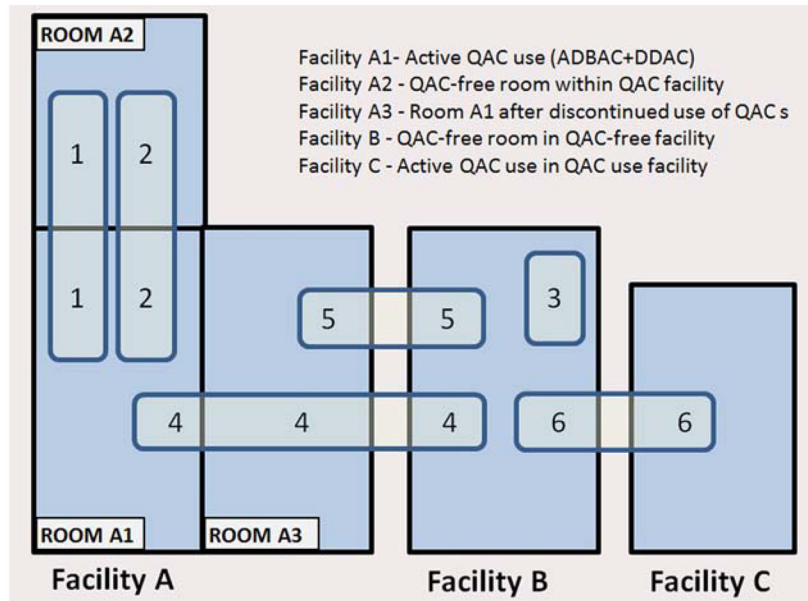 ROOM A2
Facility A1- Active QAC use (ADBAC+DDAC)
Facility A2 - QAC-free room within QAC facility
Facility A3 - Room A1 after discontinued use of QAC s
Facility B - QAC-free room in QAC-free facility
Facility C - Active QAC use in QAC use facility
1 2
1 2
5 5 3
4 4 4 6 6
ROOM A1 ROOM A3
Facility A Facility B Facility C